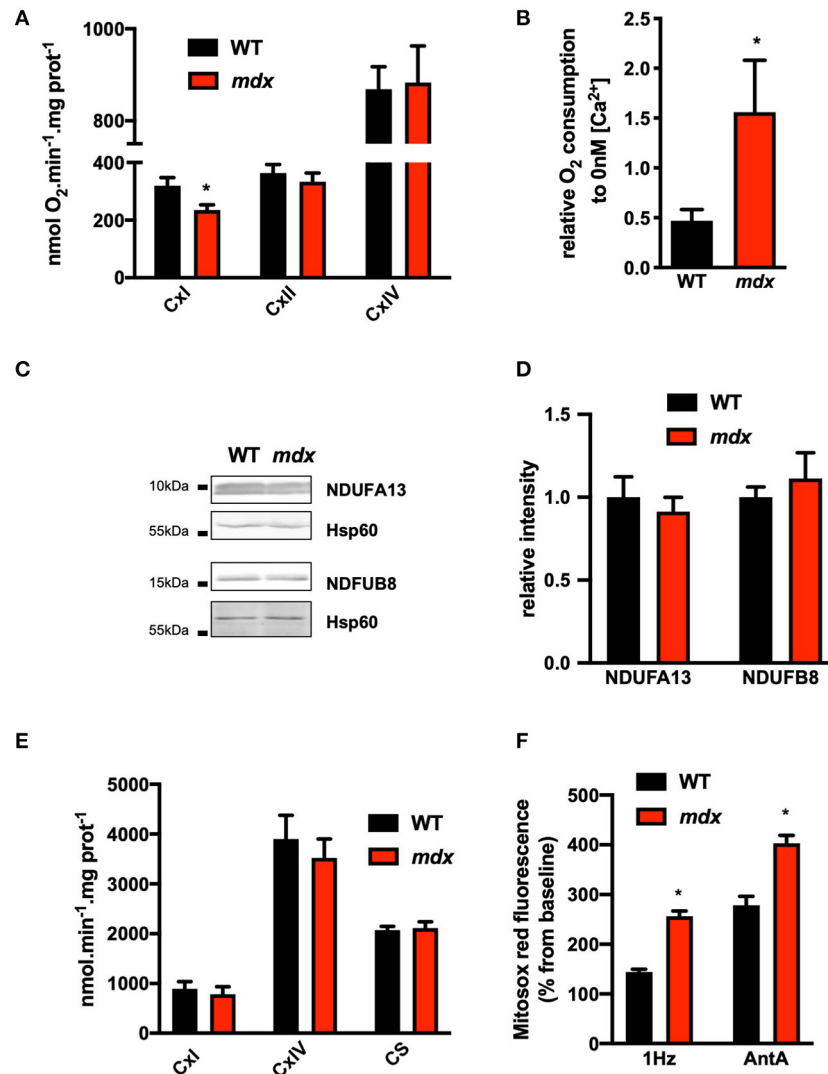 A
nmol O₂.min⁻¹.mg prot⁻¹
1000
800
400
200
0
WT
mdx
*
CxI
CxII
CxIV
B
relative O₂ consumption
to 0nM [Ca²⁺]
2.5
2.0
1.5
1.0
0.5
0.0
*
WT
mdx
C
WT mdx
10kDa
NDUFA13
55kDa
Hsp60
15kDa
NDFUB8
55kDa
Hsp60
D
relative intensity
1.5
1.0
0.5
0.0
WT
mdx
NDUFA13
NDUFB8
E
nmol.min⁻¹.mg prot⁻¹
5000
4000
3000
2000
1000
0
WT
mdx
CxI
CxIV
CS
F
Mitosox red fluorescence
(% from baseline)
500
400
300
200
100
0
WT
mdx
*
*
1Hz
AntA